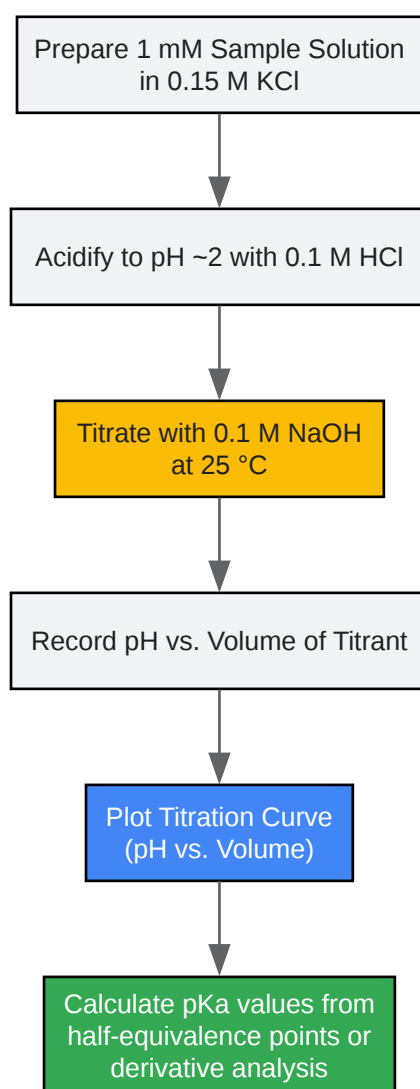 Prepare 1 mM Sample Solution
in 0.15 M KCl
Acidify to pH ~2 with 0.1 M HCl
Titrate with 0.1 M NaOH
at 25 °C
Record pH vs. Volume of Titrant
Plot Titration Curve
(pH vs. Volume)
Calculate pKa values from
half-equivalence points or
derivative analysis